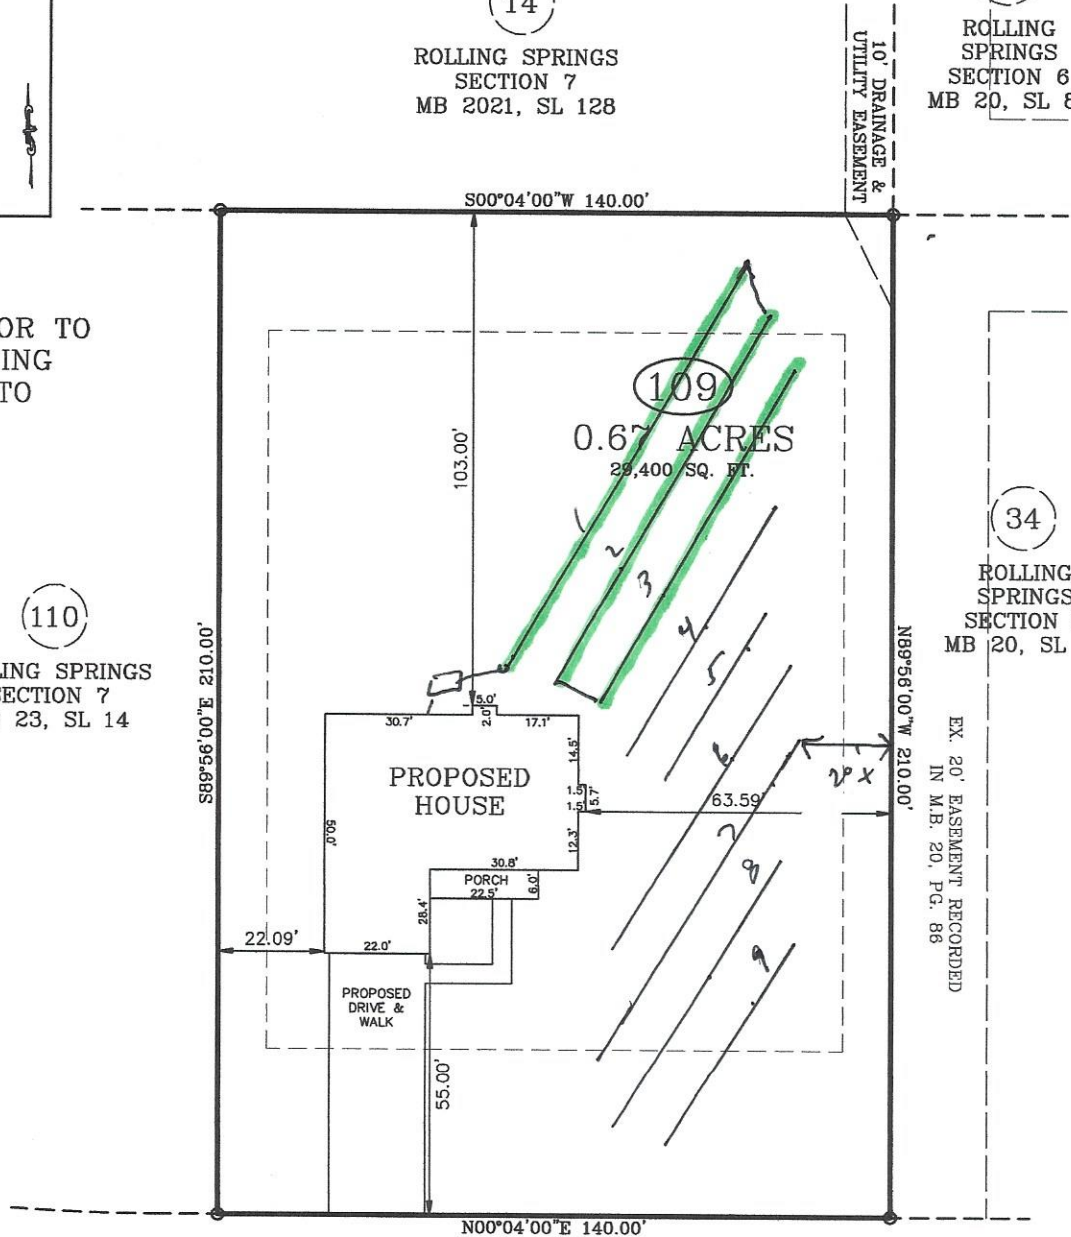 14
ROLLING SPRINGS
SECTION 7
MB 2021, SL 128
10' DRAINAGE &
UTILITY EASEMENT
ROLLING
SPRINGS
SECTION 6
MB 20, SL 8
S00°04'00"W 140.00'
OR TO
ING
TO
103.00'
109
0.67 ACRES
29,400 SQ. FT.
1
2
3
4
5
6
7
8
9
34
ROLLING
SPRINGS
SECTION
MB 20, SL
110
LING SPRINGS
SECTION 7
23, SL 14
S89°56'00"E 210.00'
N89°56'00"W 210.00'
EX. 20' EASEMENT RECORDED
IN M.B. 20, PG. 86
5.0'
30.7'
2.0'
17.1'
14.5'
PROPOSED
HOUSE
1.5'
5.7'
1.5'
63.59'
50.0'
12.3'
30.8'
PORCH
22.5'
6.0'
28.4'
22.09'
22.0'
PROPOSED
DRIVE &
WALK
55.00'
N00°04'00"E 140.00'